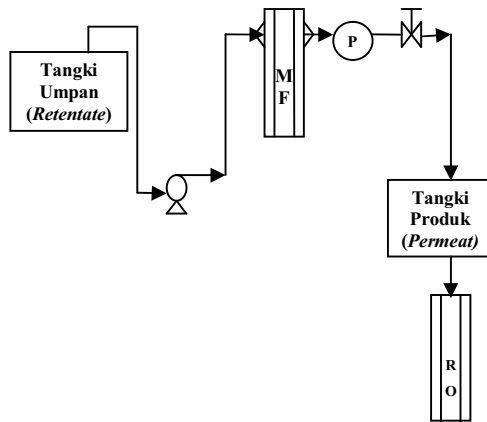 Tangki
Umpan
(Retentate)
M
F
P
Tangki
Produk
(Permeat)
R
O